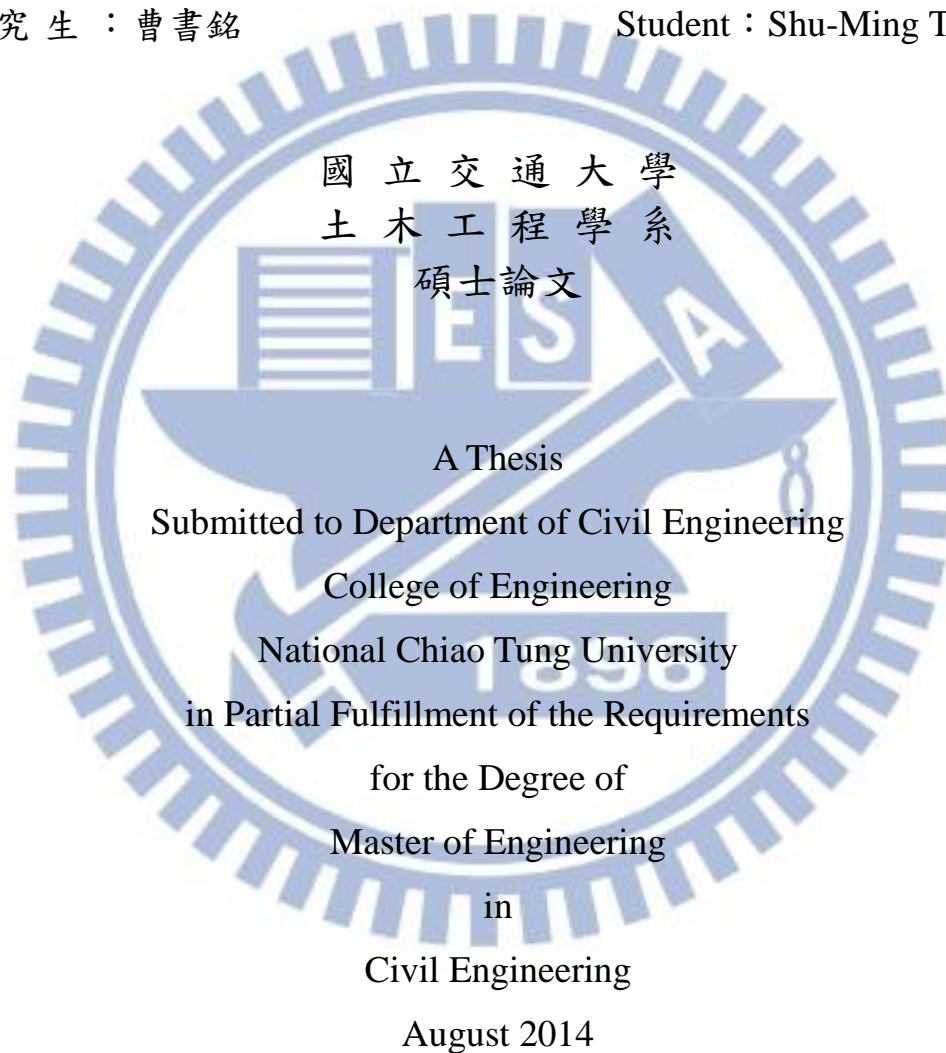 究 生 ：曹書銘 Student：Shu-Ming T
國 立 交 通 大 學
土 木 工 程 學 系
碩士論文
E S A
A Thesis
Submitted to Department of Civil Engineering
College of Engineering
National Chiao Tung University
1896
in Partial Fulfillment of the Requirements
for the Degree of
Master of Engineering
in
Civil Engineering
August 2014